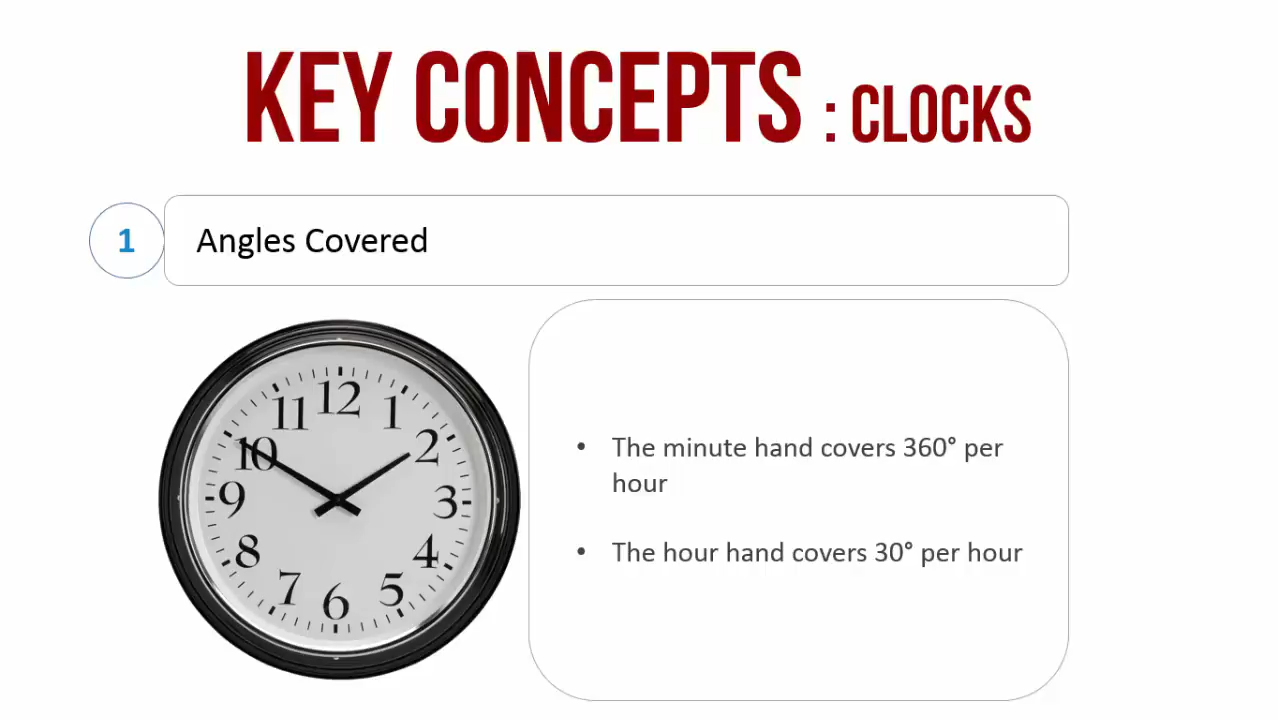 KEY CONCEPTS : CLOCKS
1
Angles Covered
12
11
1
10
2
9
3
8
4
7
5
6
• The minute hand covers 360° per
hour
• The hour hand covers 30° per hour